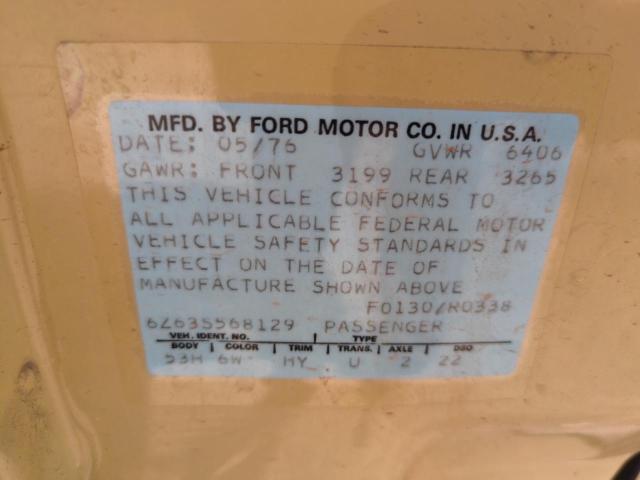 MFD. BY FORD MOTOR CO. IN U.S.A.
DATE: 05/76 GVWR 6406
GAWR: FRONT 3199 REAR 3265
THIS VEHICLE CONFORMS TO
ALL APPLICABLE FEDERAL MOTOR
VEHICLE SAFETY STANDARDS IN
EFFECT ON THE DATE OF
MANUFACTURE SHOWN ABOVE
F0130/R0338
6Z63S568129 PASSENGER
VEH. IDENT. NO. TYPE
BODY COLOR TRIM TRANS. AXLE DSO
53H 6W HY U 2 22